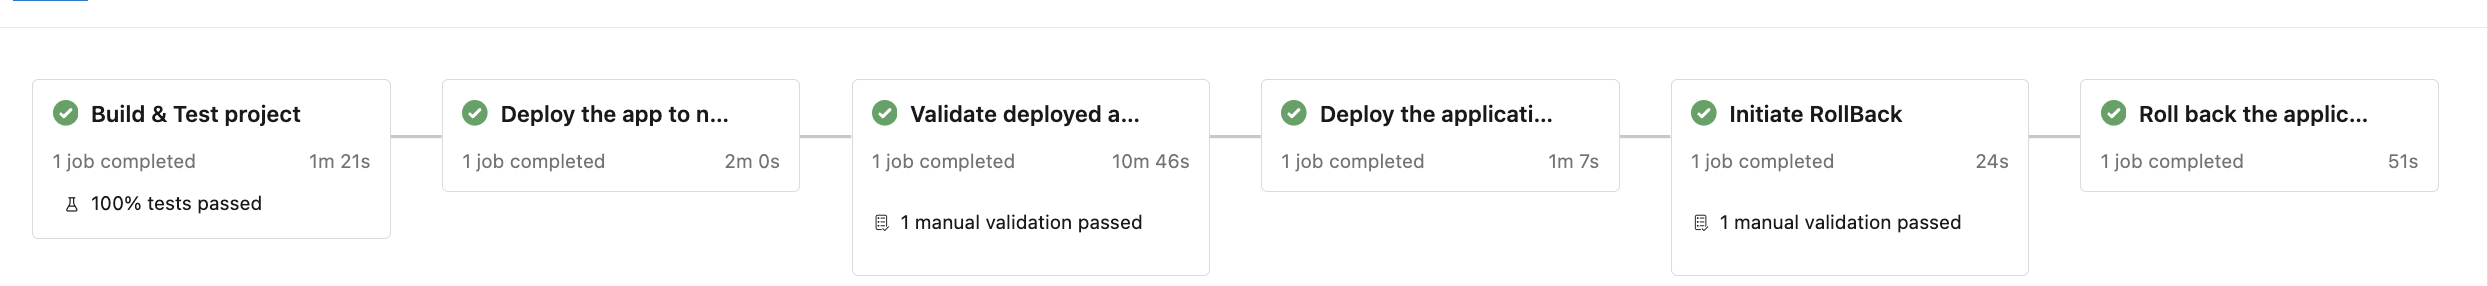 Build & Test project
1 job completed 1m 21s
100% tests passed
Deploy the app to n...
1 job completed 2m 0s
Validate deployed a...
1 job completed 10m 46s
1 manual validation passed
Deploy the applicati...
1 job completed 1m 7s
Initiate RollBack
1 job completed 24s
1 manual validation passed
Roll back the applic...
1 job completed 51s